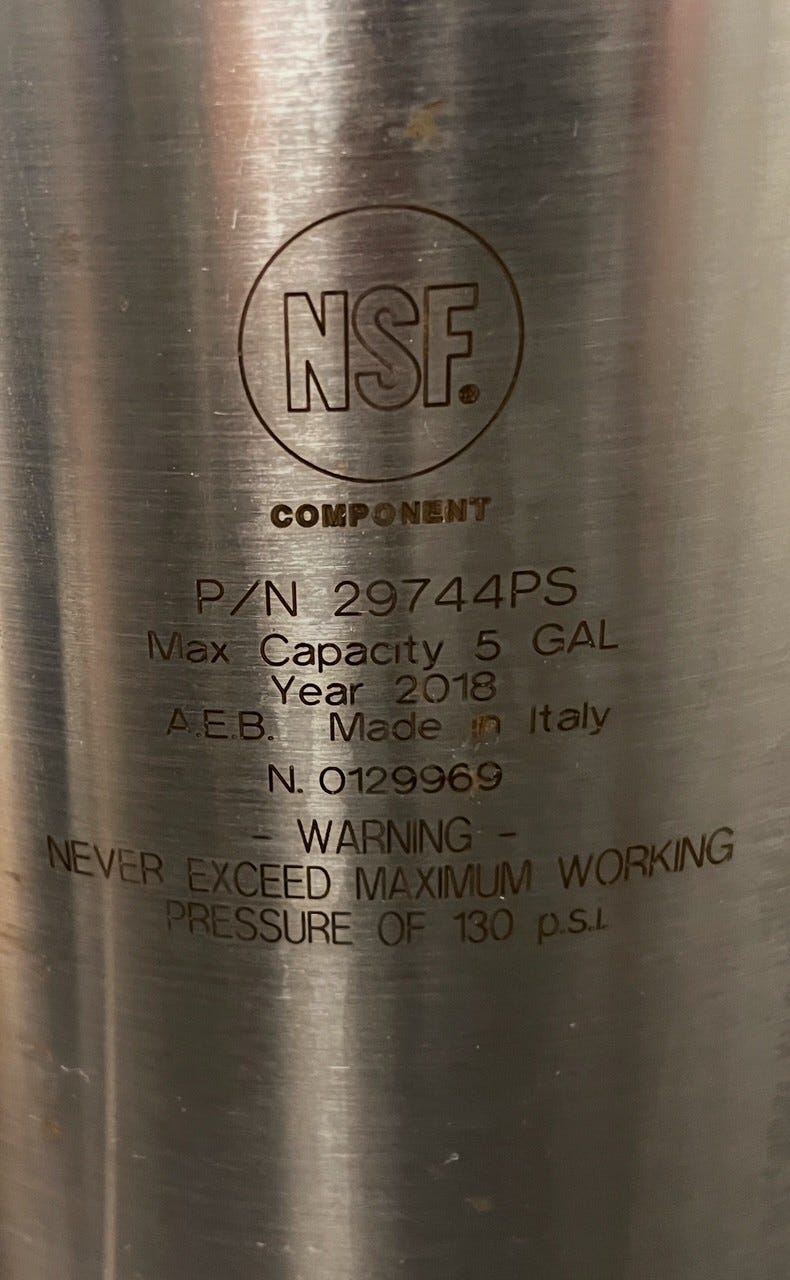 NSF.®
COMPONENT
P/N 29744PS
Max Capacity 5 GAL
Year 2018
A.E.B. Made in Italy
N. 0129969
- WARNING -
NEVER EXCEED MAXIMUM WORKING
PRESSURE OF 130 p.s.i.